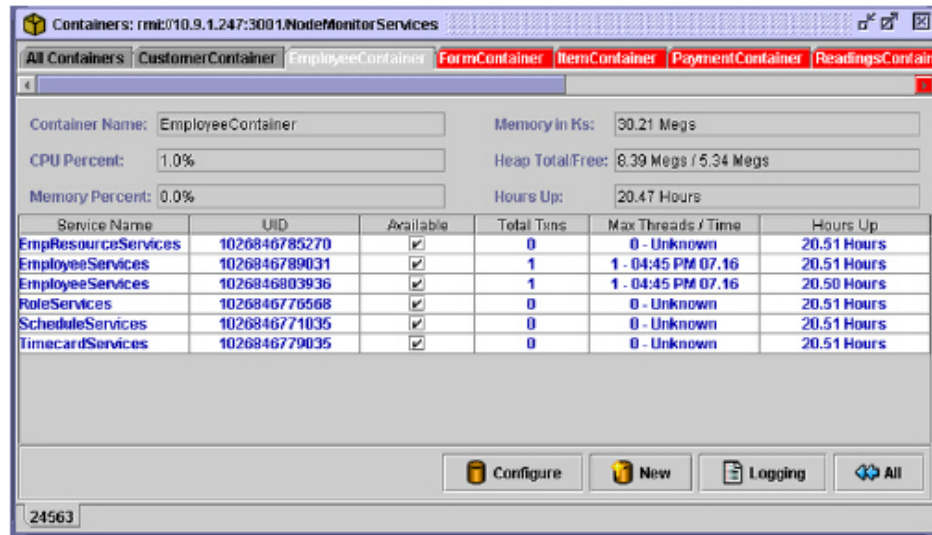 Containers: rmi://10.9.1.247:3001/NodeMonitorServices
All Containers CustomerContainer EmployeeContainer FormContainer ItemContainer PaymentContainer ReadingsContain
Container Name: EmployeeContainer Memory in Ks: 30.21 Megs
CPU Percent: 1.0% Heap Total/Free: 8.39 Megs / 5.34 Megs
Memory Percent: 0.0% Hours Up: 20.47 Hours
Service Name UID Available Total Txns Max Threads / Time Hours Up
EmpResourceServices 1026846785270 0 0 - Unknown 20.51 Hours
EmployeeServices 1026846789031 1 1 - 04:45 PM 07.16 20.51 Hours
EmployeeServices 1026846803936 1 1 - 04:45 PM 07.16 20.50 Hours
RoleServices 1026846776568 0 0 - Unknown 20.51 Hours
ScheduleServices 1026846771035 0 0 - Unknown 20.51 Hours
TimecardServices 1026846779035 0 0 - Unknown 20.51 Hours
Configure New Logging All
24563